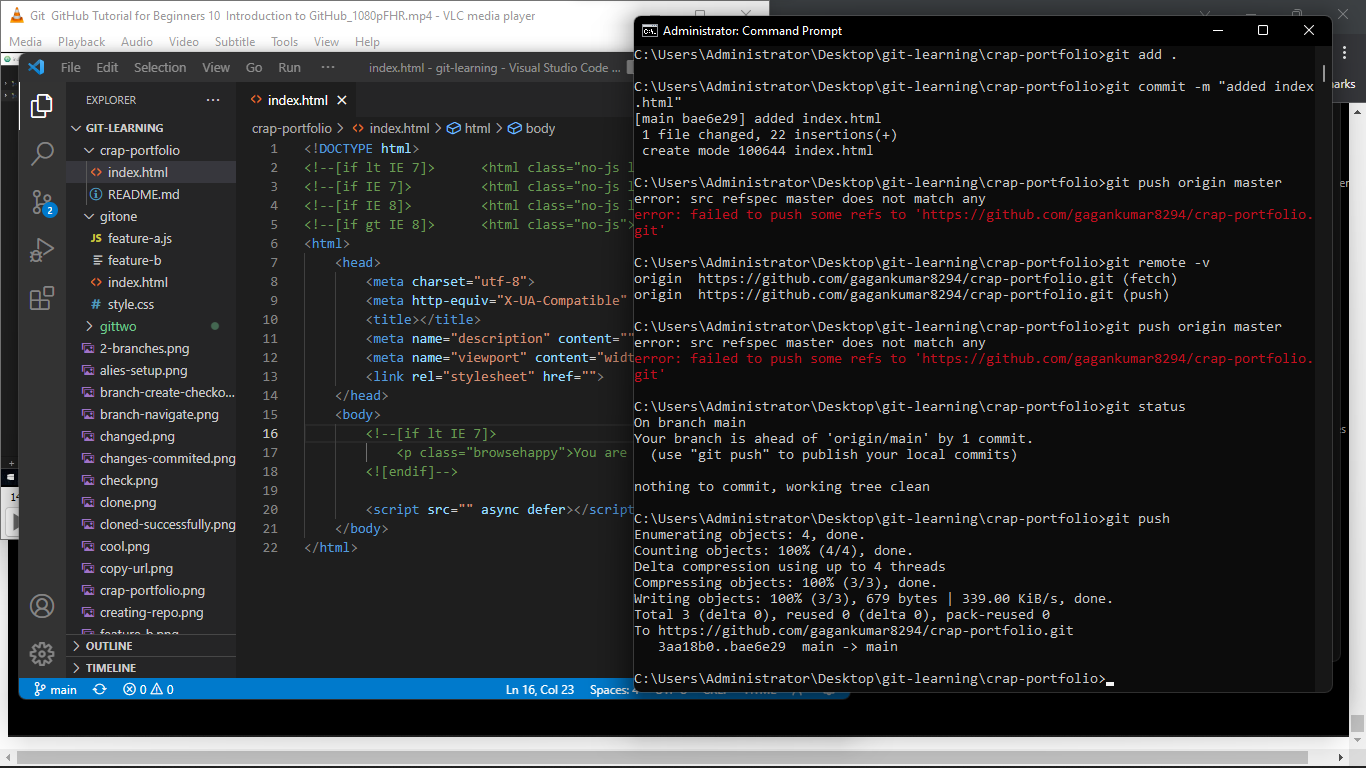 Git GitHub Tutorial for Beginners 10 Introduction to GitHub_1080pFHR.mp4 - VLC media player
Media Playback Audio Video Subtitle Tools View Help
File Edit Selection View Go Run ··· index.html - git-learning - Visual Studio Code ...
EXPLORER ···
GIT-LEARNING
crap-portfolio
index.html
README.md
gitone
JS feature-a.js
feature-b
index.html
# style.css
gittwo
2-branches.png
alies-setup.png
branch-create-checko...
branch-navigate.png
changed.png
changes-commited.png
check.png
clone.png
cloned-successfully.png
cool.png
copy-url.png
crap-portfolio.png
creating-repo.png
feature-b.png
OUTLINE
TIMELINE
2
index.html
crap-portfolio > index.html > html > body
1 <!DOCTYPE html>
2 <!--[if lt IE 7]> <html class="no-js l
3 <!--[if IE 7]> <html class="no-js l
4 <!--[if IE 8]> <html class="no-js l
5 <!--[if gt IE 8]> <html class="no-js">
6 <html>
7 <head>
8 <meta charset="utf-8">
9 <meta http-equiv="X-UA-Compatible"
10 <title></title>
11 <meta name="description" content=""
12 <meta name="viewport" content="widt
13 <link rel="stylesheet" href="">
14 </head>
15 <body>
16 <!--[if lt IE 7]>
17 <p class="browsehappy">You are
18 <![endif]-->
19
20 <script src="" async defer></script
21 </body>
22 </html>
main 0 0 Ln 16, Col 23 Spaces: 4
Administrator: Command Prompt
C:\Users\Administrator\Desktop\git-learning\crap-portfolio>git add .
C:\Users\Administrator\Desktop\git-learning\crap-portfolio>git commit -m "added index
.html"
[main bae6e29] added index.html
1 file changed, 22 insertions(+)
create mode 100644 index.html
C:\Users\Administrator\Desktop\git-learning\crap-portfolio>git push origin master
error: src refspec master does not match any
error: failed to push some refs to 'https://github.com/gagankumar8294/crap-portfolio.
git'
C:\Users\Administrator\Desktop\git-learning\crap-portfolio>git remote -v
origin https://github.com/gagankumar8294/crap-portfolio.git (fetch)
origin https://github.com/gagankumar8294/crap-portfolio.git (push)
C:\Users\Administrator\Desktop\git-learning\crap-portfolio>git push origin master
error: src refspec master does not match any
error: failed to push some refs to 'https://github.com/gagankumar8294/crap-portfolio.
git'
C:\Users\Administrator\Desktop\git-learning\crap-portfolio>git status
On branch main
Your branch is ahead of 'origin/main' by 1 commit.
(use "git push" to publish your local commits)
nothing to commit, working tree clean
C:\Users\Administrator\Desktop\git-learning\crap-portfolio>git push
Enumerating objects: 4, done.
Counting objects: 100% (4/4), done.
Delta compression using up to 4 threads
Compressing objects: 100% (3/3), done.
Writing objects: 100% (3/3), 679 bytes | 339.00 KiB/s, done.
Total 3 (delta 0), reused 0 (delta 0), pack-reused 0
To https://github.com/gagankumar8294/crap-portfolio.git
3aa18b0..bae6e29 main -> main
C:\Users\Administrator\Desktop\git-learning\crap-portfolio>